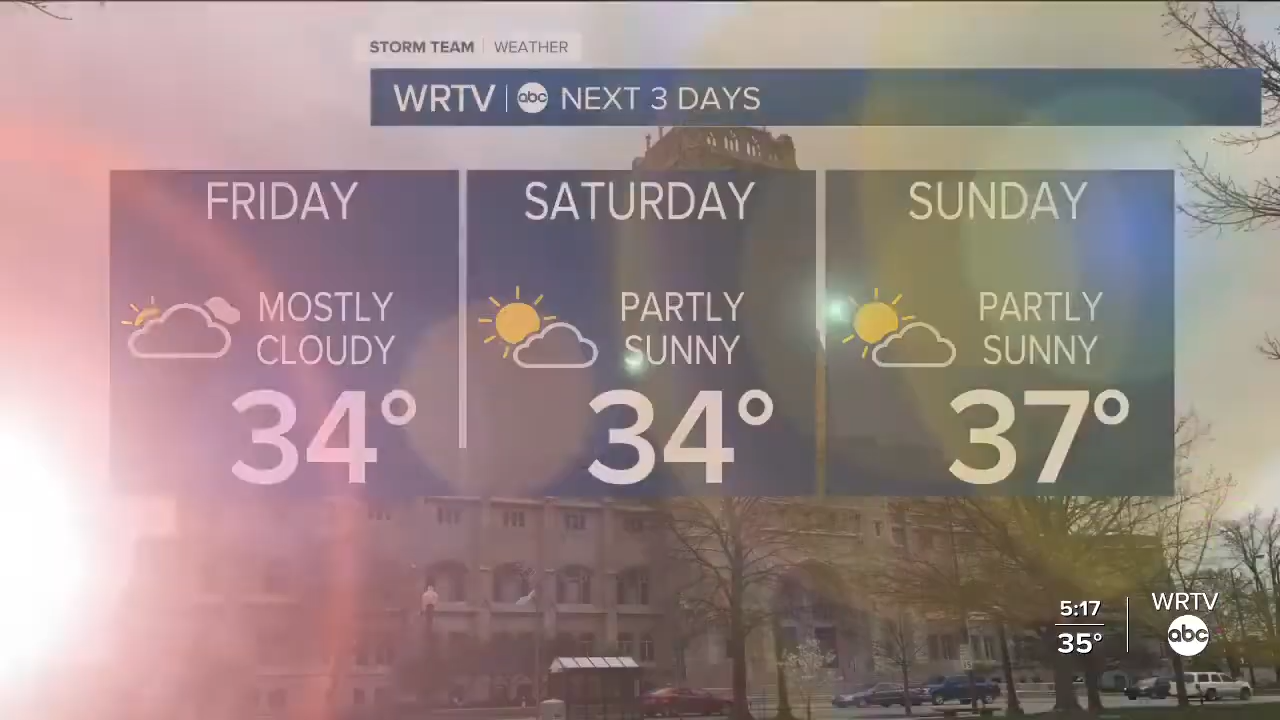 STORM TEAM | WEATHER
WRTV | abc NEXT 3 DAYS
FRIDAY
MOSTLY
CLOUDY
34°
SATURDAY
PARTLY
SUNNY
34°
SUNDAY
PARTLY
SUNNY
37°
5:17
35°
WRTV
abc